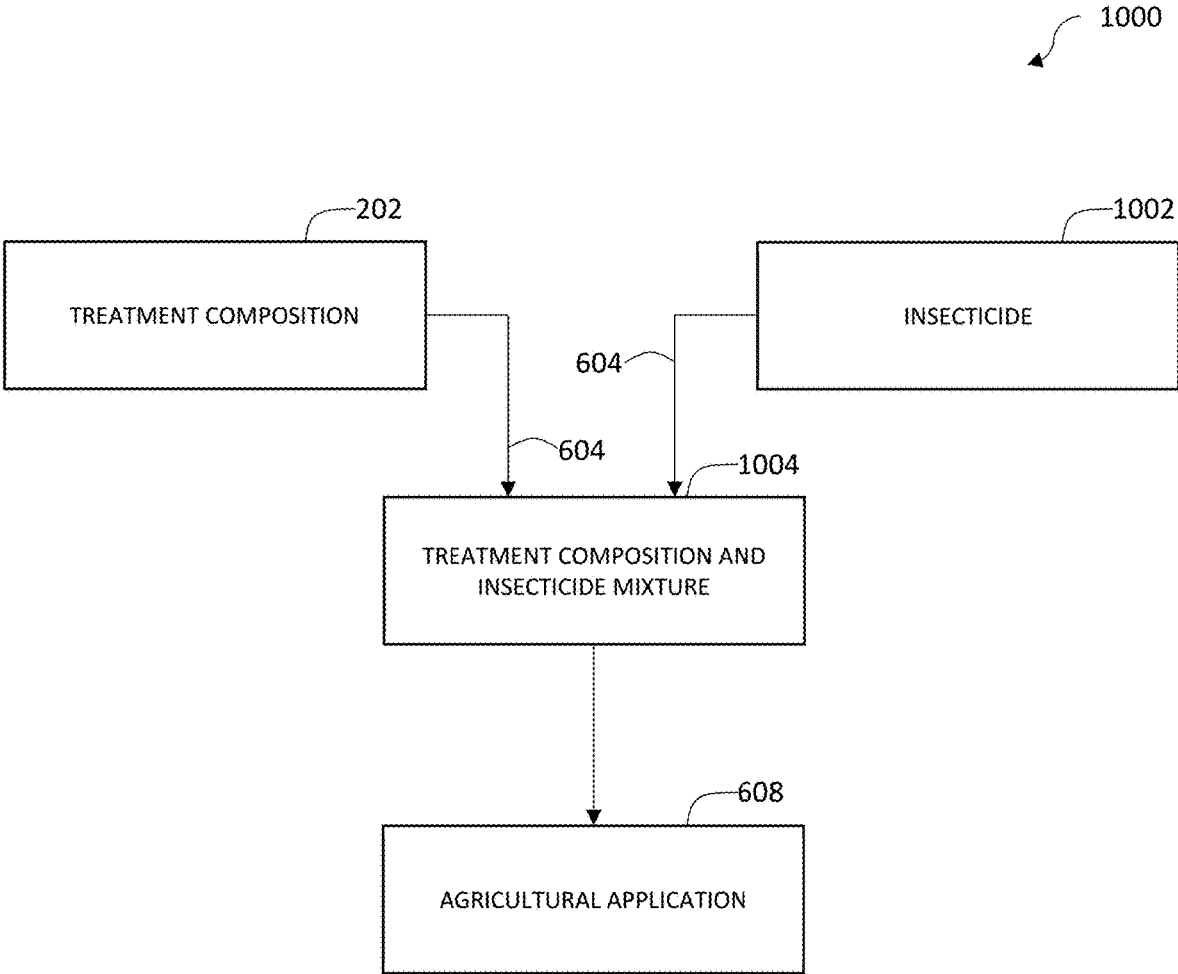 1000
202
1002
TREATMENT COMPOSITION
INSECTICIDE
604
604
1004
TREATMENT COMPOSITION AND
INSECTICIDE MIXTURE
608
AGRICULTURAL APPLICATION